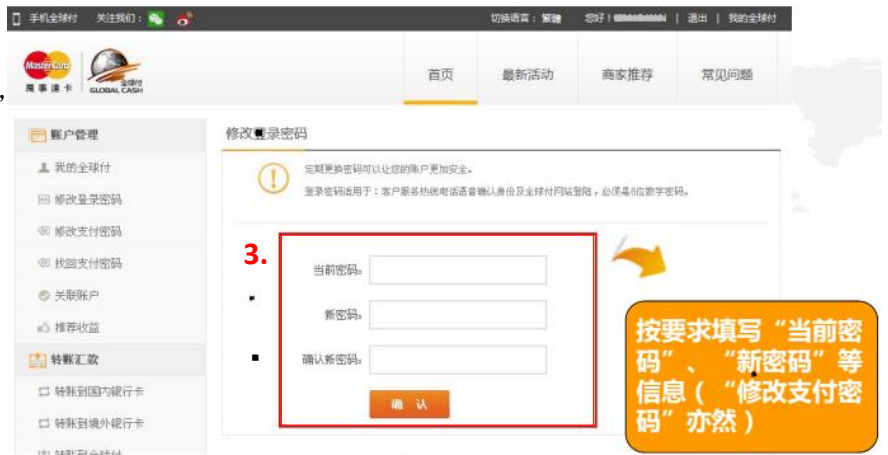 手机全球付 关注我们：
切换语言： 您好！ | 退出 | 我的全球付
MasterCard
萬事達卡
全球付
GLOBAL CASH
首页 最新活动 商家推荐 常见问题
,
账户管理
我的全球付
修改登录密码
修改支付密码
找回支付密码
关联账户
推荐收益
转账汇款
转账到国内银行卡
转账到境外银行卡
修改登录密码
定期更换密码可以让您的账户更加安全。
登录密码适用于：客户服务热线电话语音确认身份及全球付网站登陆，必须是6位数字密码。
3.
当前密码：
新密码：
确认新密码：
确 认
按要求填写“当前密
码”、“新密码”等
信息（“修改支付密
码”亦然）